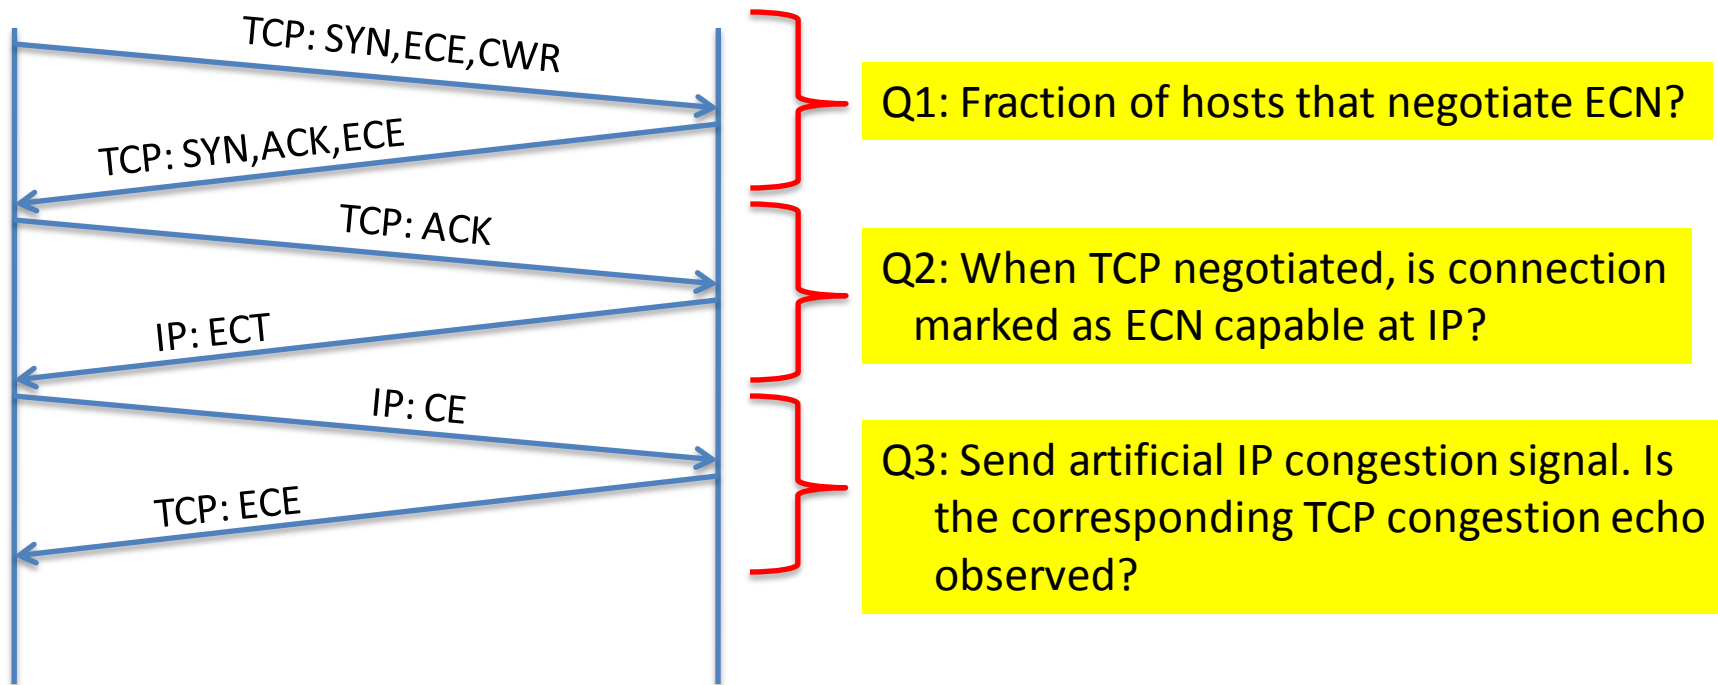 TCP: SYN,ECE,CWR
TCP: SYN,ACK,ECE
TCP: ACK
IP: ECT
IP: CE
TCP: ECE
Q1: Fraction of hosts that negotiate ECN?
Q2: When TCP negotiated, is connection
marked as ECN capable at IP?
Q3: Send artificial IP congestion signal. Is
the corresponding TCP congestion echo
observed?